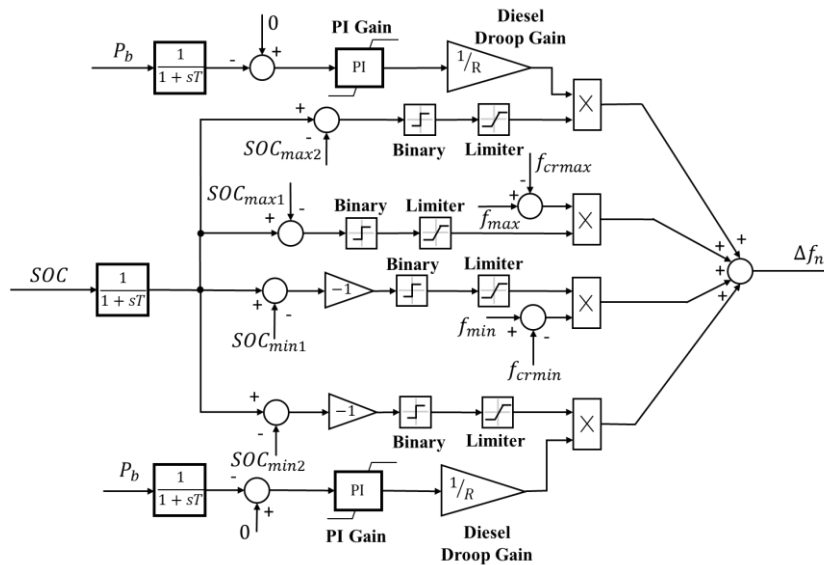 0
PI Gain
Diesel
Droop Gain
P_b
1
1 + sT
-
+
PI
1/R
×
+
-
SOC_max2
Binary
Limiter
f_crmax
-
+
f_max
×
SOC_max1
-
+
Binary
Limiter
+
+
+
+
Δf_n
SOC
1
1 + sT
+
-
SOC_min1
−1
Binary
Limiter
×
f_min
+
-
f_crmin
+
-
SOC_min2
−1
Binary
Limiter
×
P_b
1
1 + sT
-
+
0
PI
PI Gain
1/R
Diesel
Droop Gain